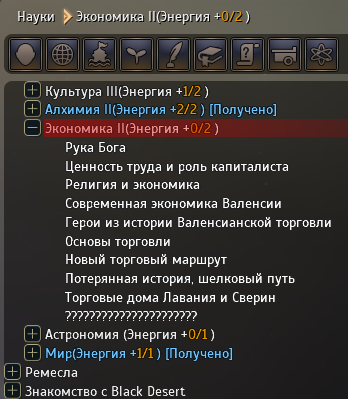 Науки Экономика II(Энергия +0/2 )
Культура III(Энергия +1/2 )
Алхимия II(Энергия +2/2 ) [Получено]
Экономика II(Энергия +0/2 )
Рука Бога
Ценность труда и роль капиталиста
Религия и экономика
Современная экономика Валенсии
Герои из истории Валенсианской торговли
Основы торговли
Новый торговый маршрут
Потерянная история, шелковый путь
Торговые дома Лавания и Сверин
??????????????????????
Астрономия (Энергия +0/1 )
Мир(Энергия +1/1 ) [Получено]
Ремесла
Знакомство с Black Desert